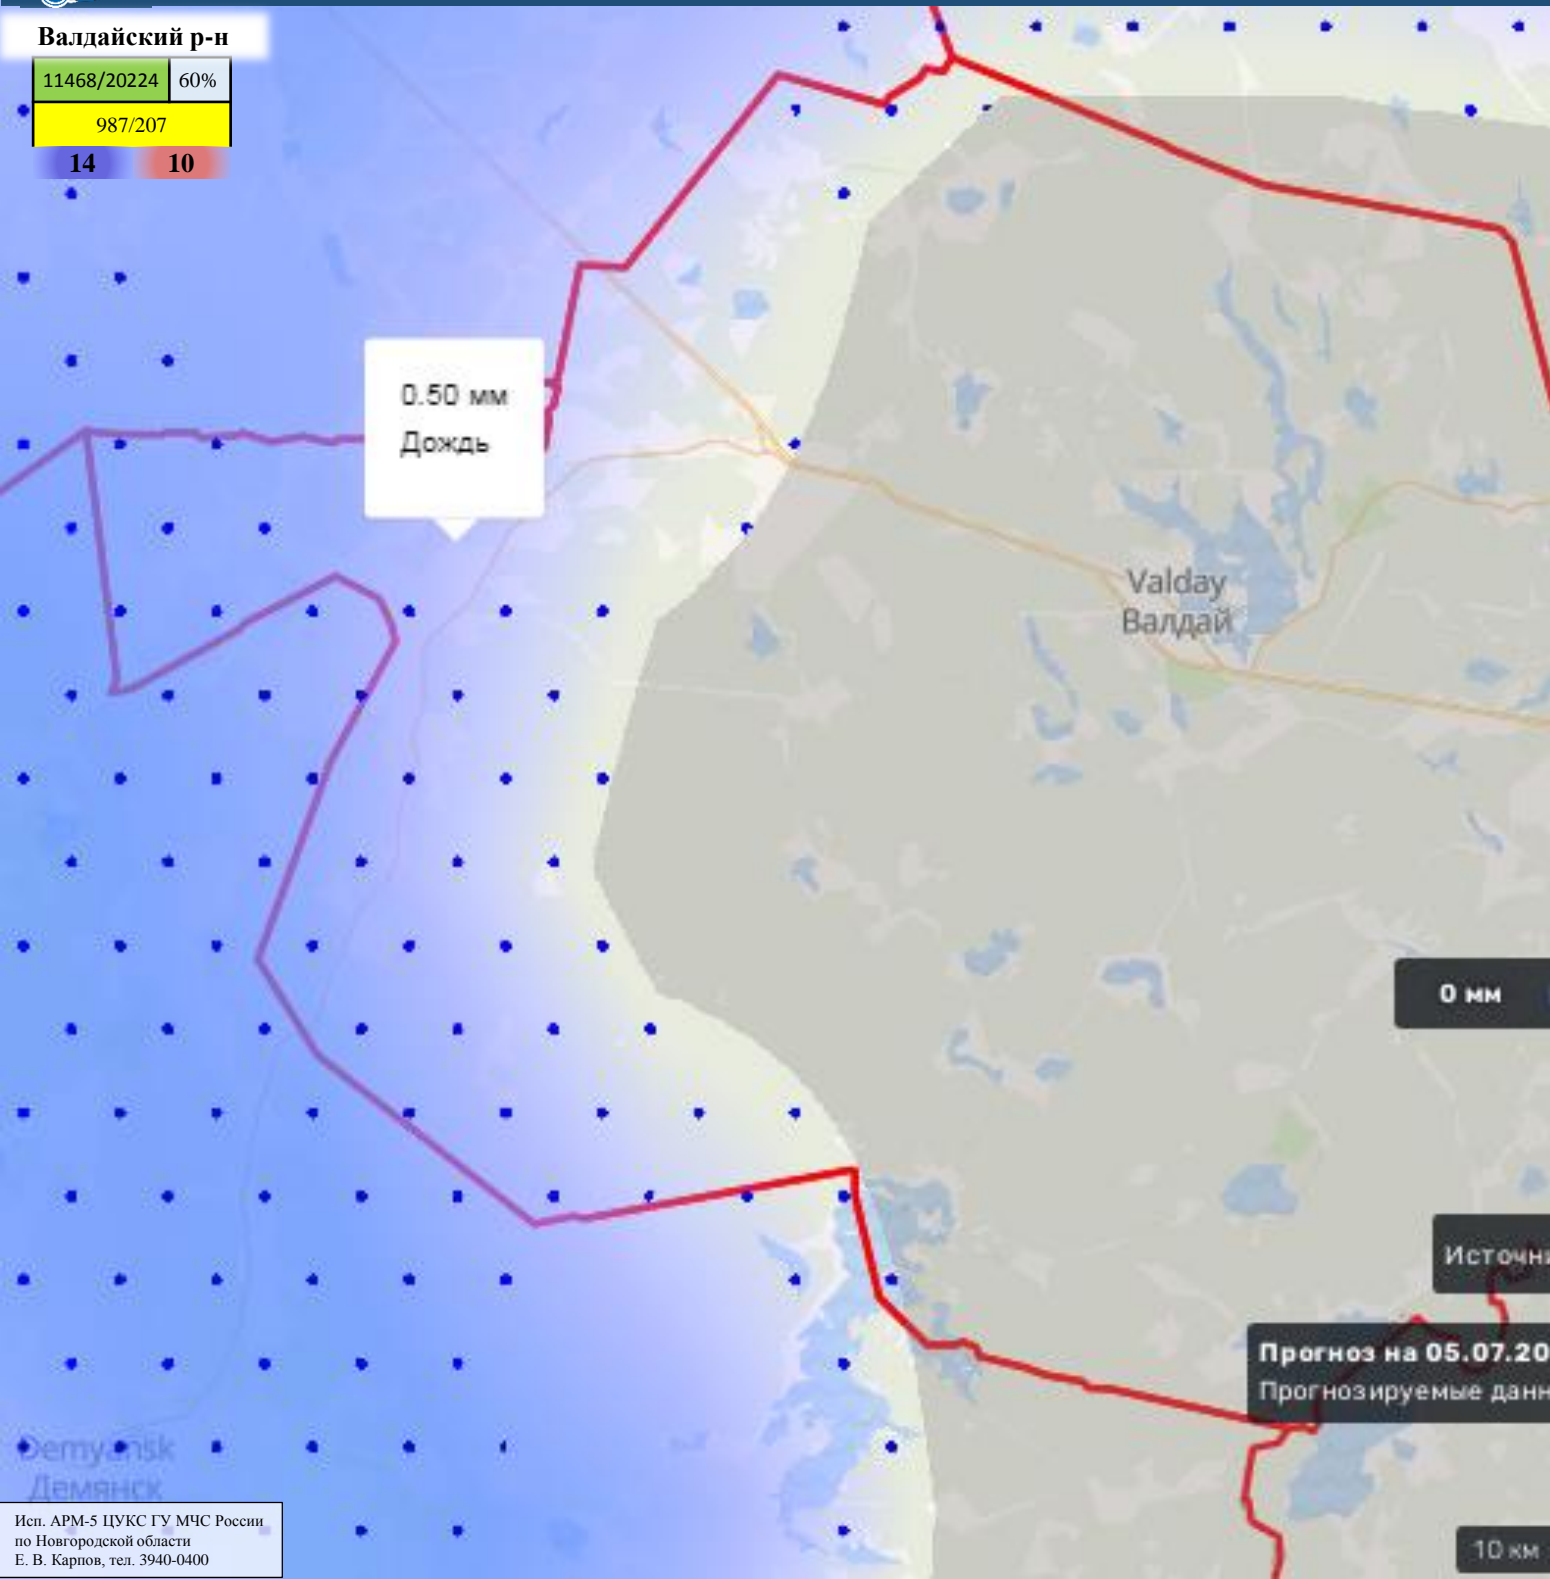 Валдайский р-н
11468/20224 60%
987/207
14 10
0.50 мм
Дождь
Valday
Валдай
0 мм
Источни
Прогноз на 05.07.20
Прогнозируемые данн
Demyansk
Демянск
Исп. АРМ-5 ЦУКС ГУ МЧС России
по Новгородской области
Е. В. Карпов, тел. 3940-0400
10 км